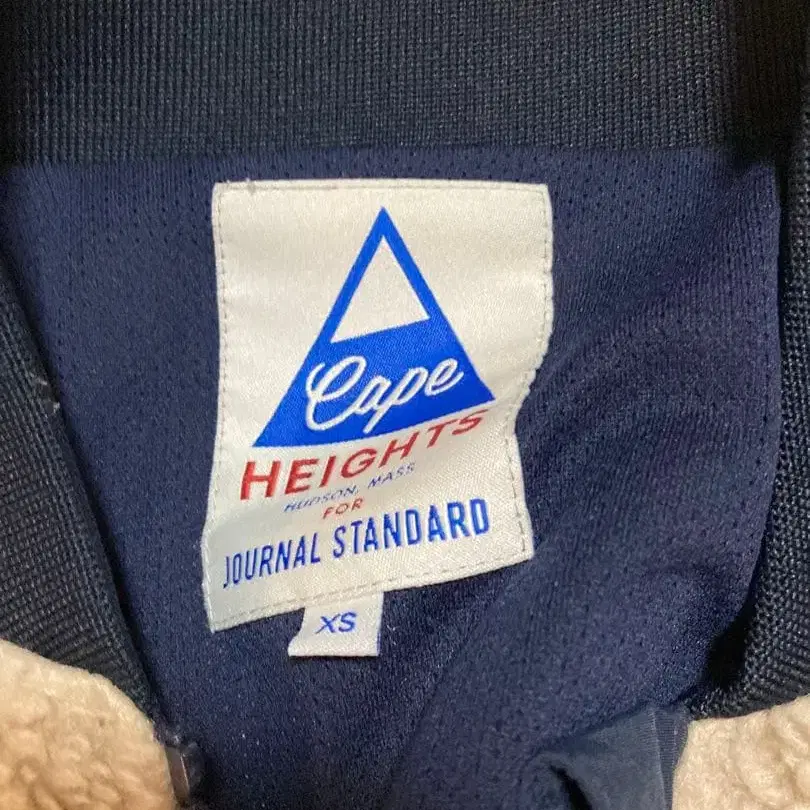 Cape
HEIGHTS
HUDSON, MASS
FOR
JOURNAL STANDARD
XS